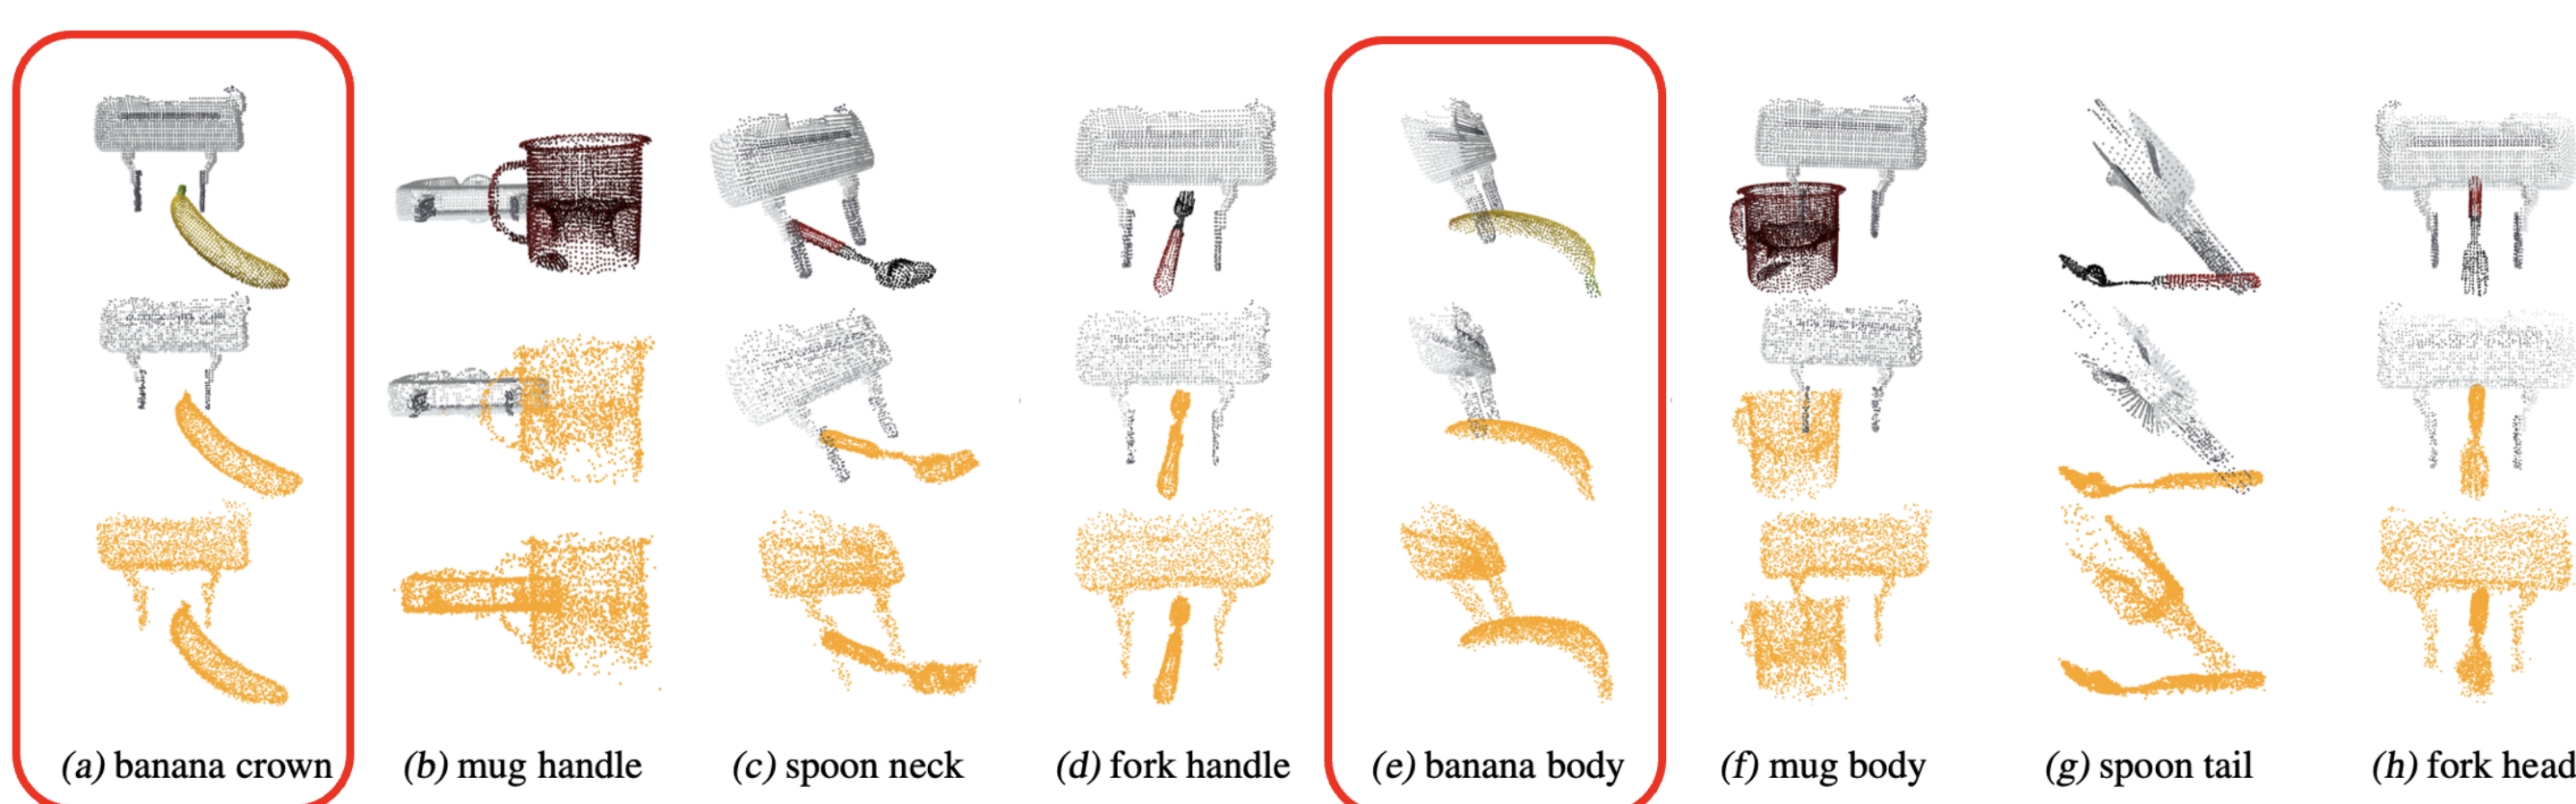 (a) banana crown
(b) mug handle
(c) spoon neck
(d) fork handle
(e) banana body
(f) mug body
(g) spoon tail
(h) fork head